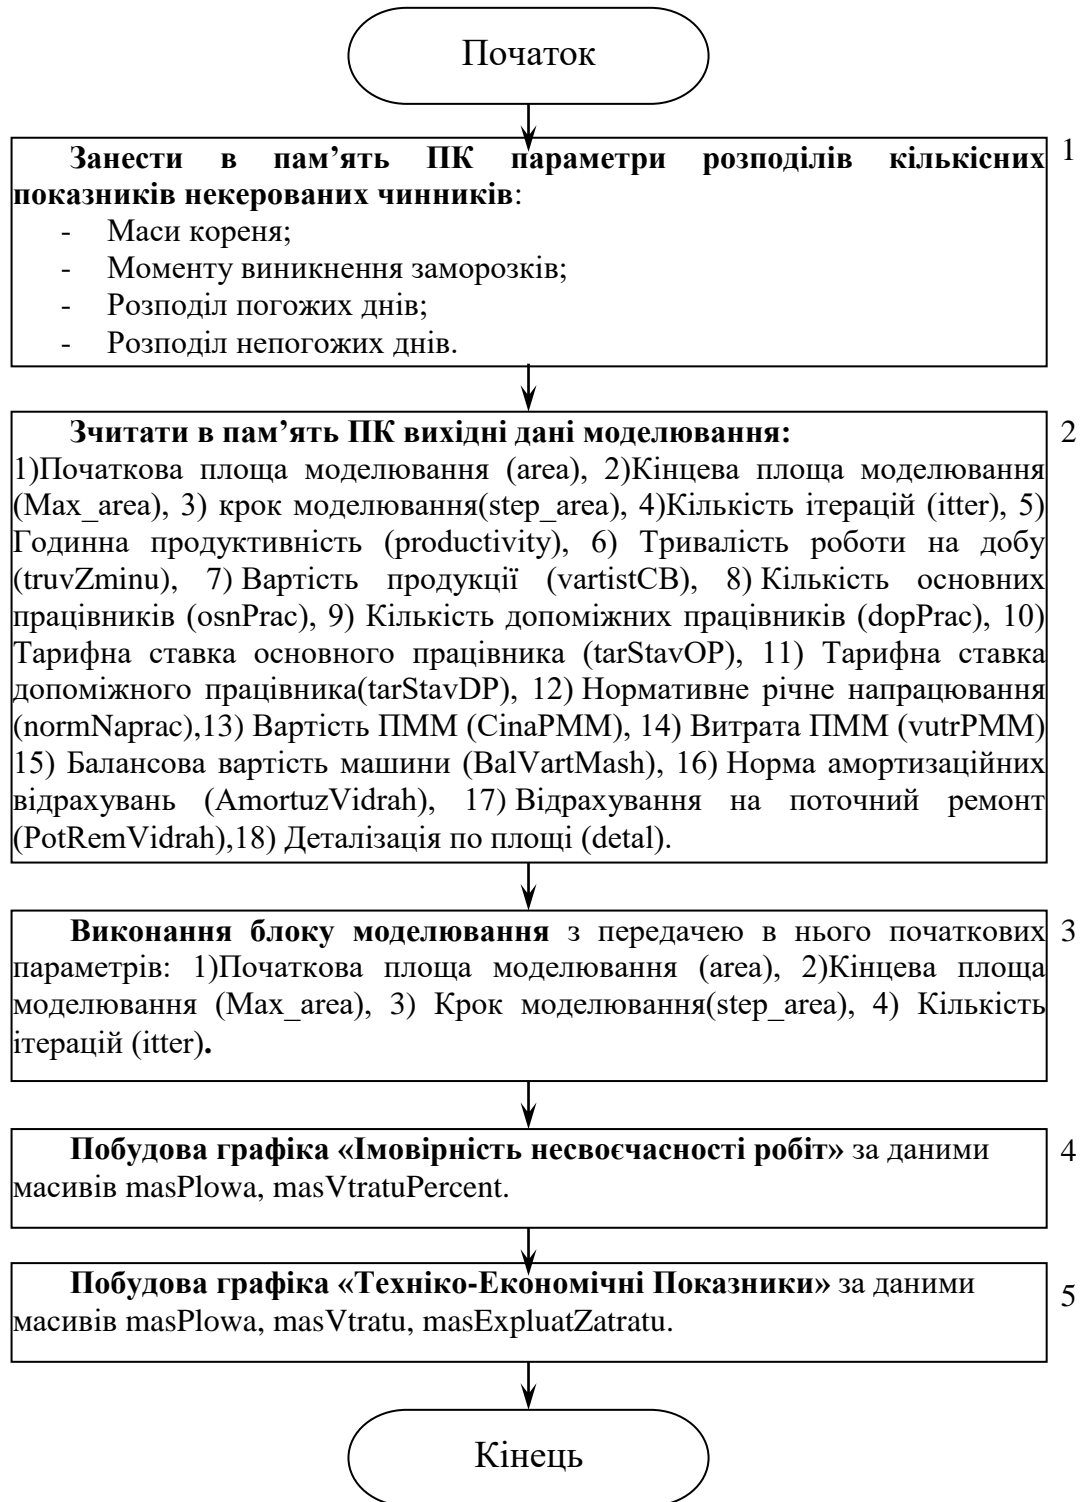 Початок
Занести в пам’ять ПК параметри розподілів кількісних 1
показників некерованих чинників:
- Маси кореня;
- Моменту виникнення заморозків;
- Розподіл погожих днів;
- Розподіл непогожих днів.
Зчитати в пам’ять ПК вихідні дані моделювання: 2
1)Початкова площа моделювання (area), 2)Кінцева площа моделювання
(Max_area), 3) крок моделювання(step_area), 4)Кількість ітерацій (itter), 5)
Годинна продуктивність (productivity), 6) Тривалість роботи на добу
(truvZminu), 7) Вартість продукції (vartistCB), 8) Кількість основних
працівників (osnPrac), 9) Кількість допоміжних працівників (dopPrac), 10)
Тарифна ставка основного працівника (tarStavOP), 11) Тарифна ставка
допоміжного працівника(tarStavDP), 12) Нормативне річне напрацювання
(normNaprac),13) Вартість ПММ (CinaPMM), 14) Витрата ПММ (vutrPMM)
15) Балансова вартість машини (BalVartMash), 16) Норма амортизаційних
відрахувань (AmortuzVidrah), 17) Відрахування на поточний ремонт
(PotRemVidrah),18) Деталізація по площі (detal).
Виконання блоку моделювання з передачею в нього початкових 3
параметрів: 1)Початкова площа моделювання (area), 2)Кінцева площа
моделювання (Max_area), 3) Крок моделювання(step_area), 4) Кількість
ітерацій (itter).
Побудова графіка «Імовірність несвоєчасності робіт» за даними 4
масивів masPlowa, masVtratuPercent.
Побудова графіка «Техніко-Економічні Показники» за даними 5
масивів masPlowa, masVtratu, masExpluatZatratu.
Кінець